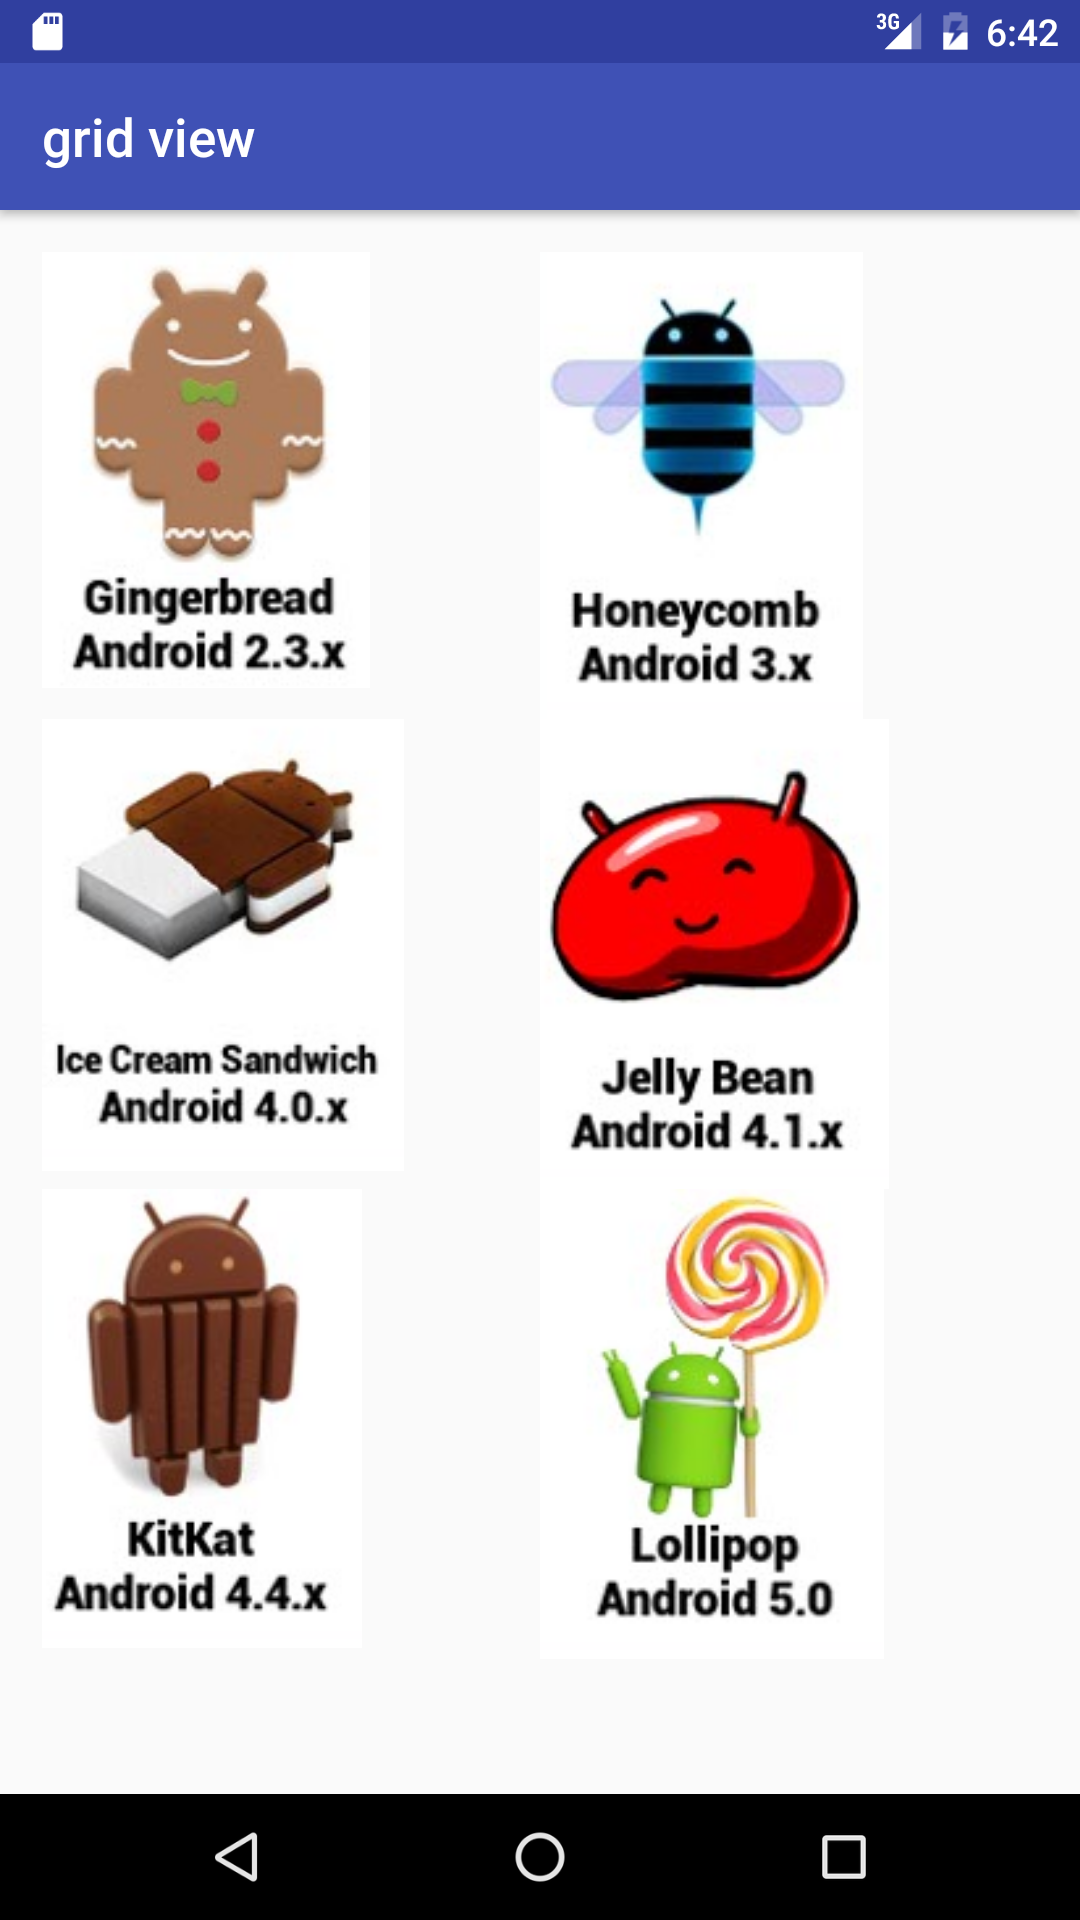 3G 6:42
grid view
Gingerbread
Android 2.3.x
Honeycomb
Android 3.x
Ice Cream Sandwich
Android 4.0.x
Jelly Bean
Android 4.1.x
KitKat
Android 4.4.x
Lollipop
Android 5.0